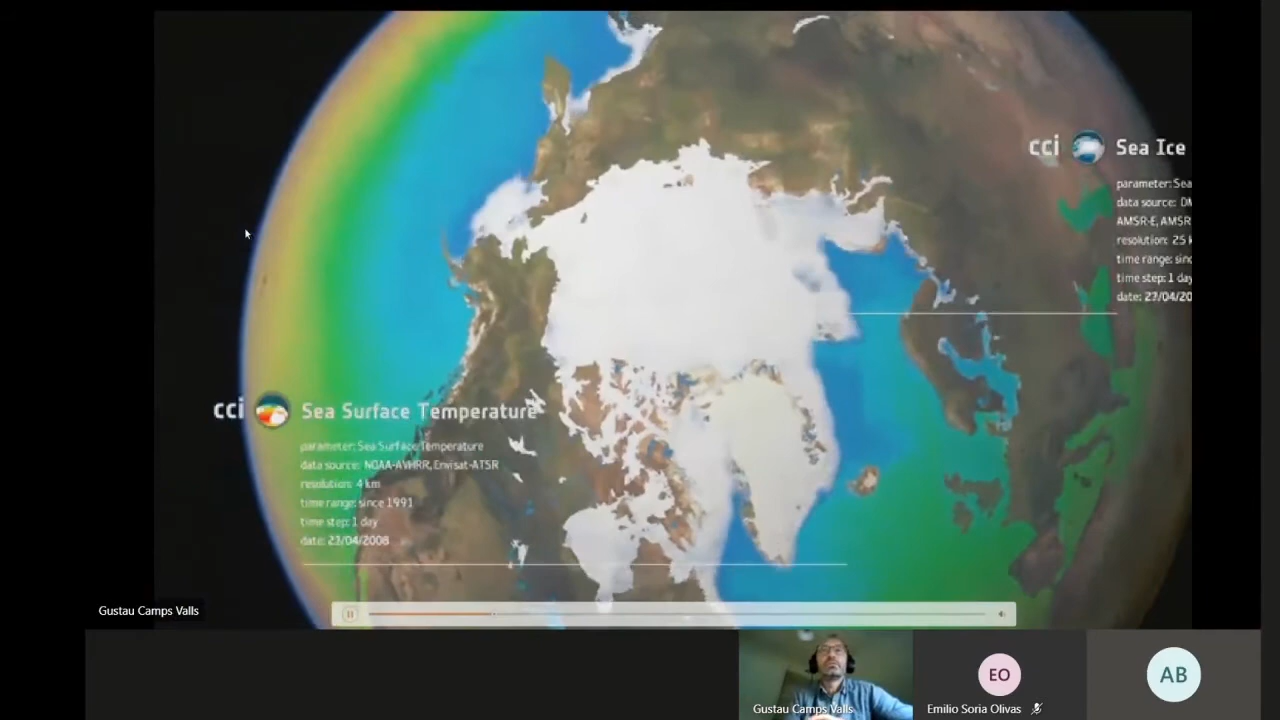 cci Sea Ice
parameter: Sea
data source: DM
AMSR-E, AMSR
resolution: 25 k
time range: sinc
time step: 1 day
date: 27/04/20
cci Sea Surface Temperature
parameter: Sea Surface Temperature
data source: NOAA-AVHRR, Envisat-ATSR
resolution: 4 km
time range: since 1991
time step: 1 day
date: 23/04/2008
Gustau Camps Valls
Gustau Camps Valls
EO
Emilio Soria Olivas
AB